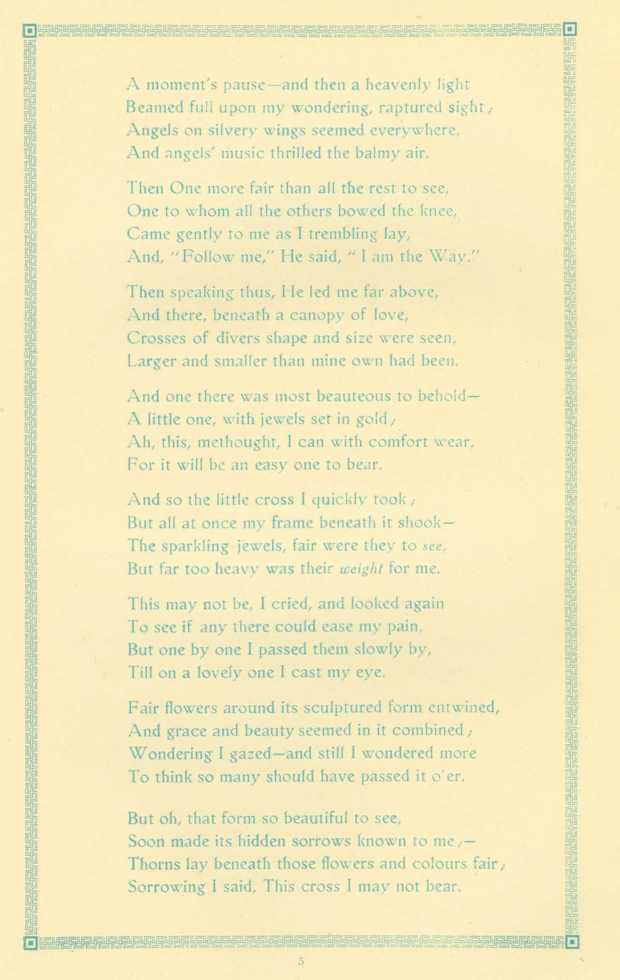 A moment's pause—and then a heavenly light
Beamed full upon my wondering, raptured sight;
Angels on silvery wings seemed everywhere,
And angels' music thrilled the balmy air.
Then One more fair than all the rest to see,
One to whom all the others bowed the knee,
Came gently to me as I trembling lay,
And, "Follow me," He said, "I am the Way."
Then speaking thus, He led me far above,
And there, beneath a canopy of love,
Crosses of divers shape and size were seen,
Larger and smaller than mine own had been.
And one there was most beauteous to behold—
A little one, with jewels set in gold;
Ah, this, methought, I can with comfort wear,
For it will be an easy one to bear.
And so the little cross I quickly took;
But all at once my frame beneath it shook—
The sparkling jewels, fair were they to see,
But far too heavy was their weight for me.
This may not be, I cried, and looked again
To see if any there could ease my pain,
But one by one I passed them slowly by,
Till on a lovely one I cast my eye.
Fair flowers around its sculptured form entwined,
And grace and beauty seemed in it combined;
Wondering I gazed—and still I wondered more
To think so many should have passed it o'er.
But oh, that form so beautiful to see,
Soon made its hidden sorrows known to me;—
Thorns lay beneath those flowers and colours fair;
Sorrowing I said, This cross I may not bear.
5